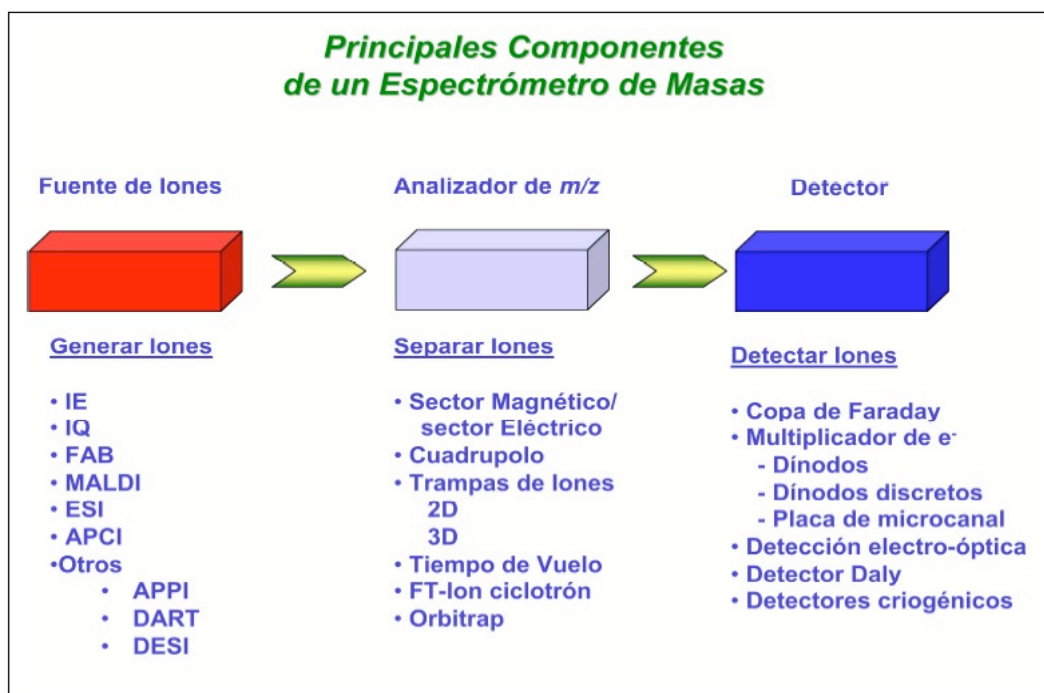 Principales Componentes
de un Espectrómetro de Masas
Fuente de Iones
Generar Iones
• IE
• IQ
• FAB
• MALDI
• ESI
• APCI
•Otros
• APPI
• DART
• DESI
Analizador de m/z
Separar Iones
• Sector Magnético/
sector Eléctrico
• Cuadrupolo
• Trampas de Iones
2D
3D
• Tiempo de Vuelo
• FT-Ion ciclotrón
• Orbitrap
Detector
Detectar Iones
• Copa de Faraday
• Multiplicador de e-
- Dínodos
- Dínodos discretos
- Placa de microcanal
• Detección electro-óptica
• Detector Daly
• Detectores criogénicos